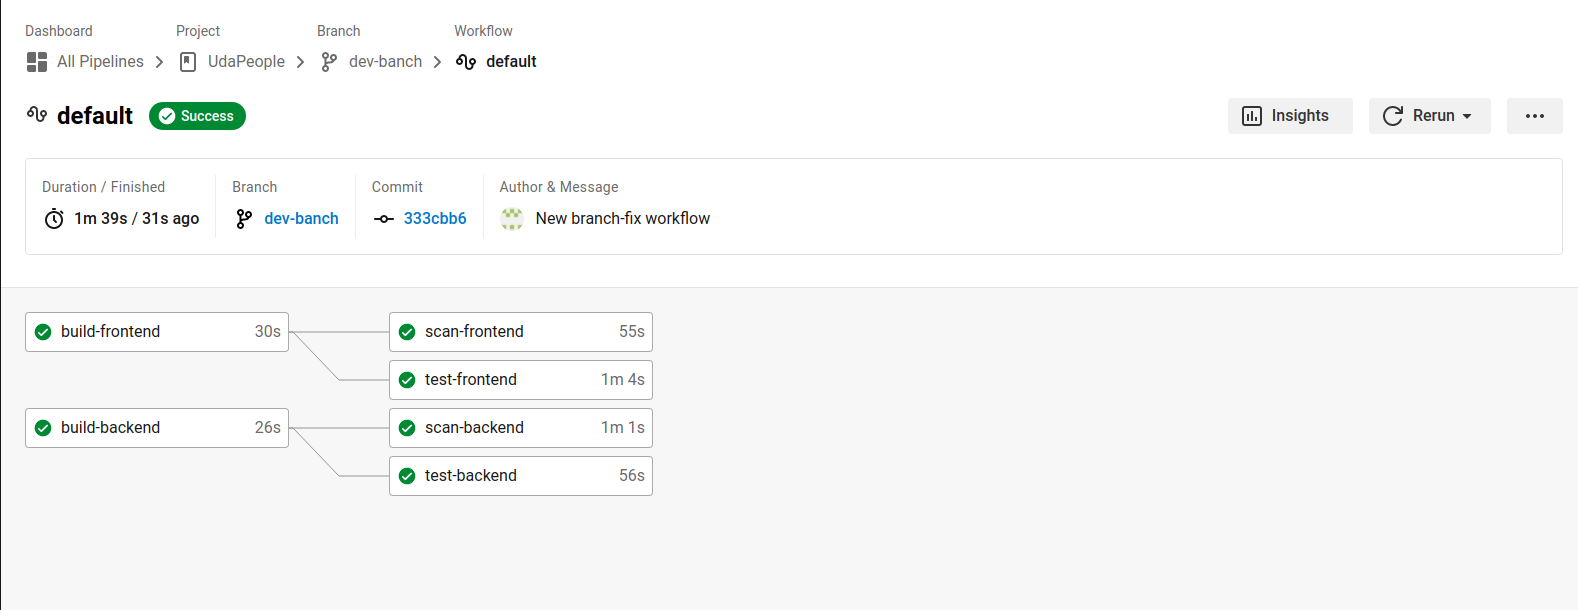 Dashboard Project Branch Workflow
All Pipelines UdaPeople dev-banch default
default Success Insights Rerun
Duration / Finished Branch Commit Author & Message
1m 39s / 31s ago dev-banch 333cbb6 New branch-fix workflow
build-frontend 30s scan-frontend 55s
test-frontend 1m 4s
build-backend 26s scan-backend 1m 1s
test-backend 56s